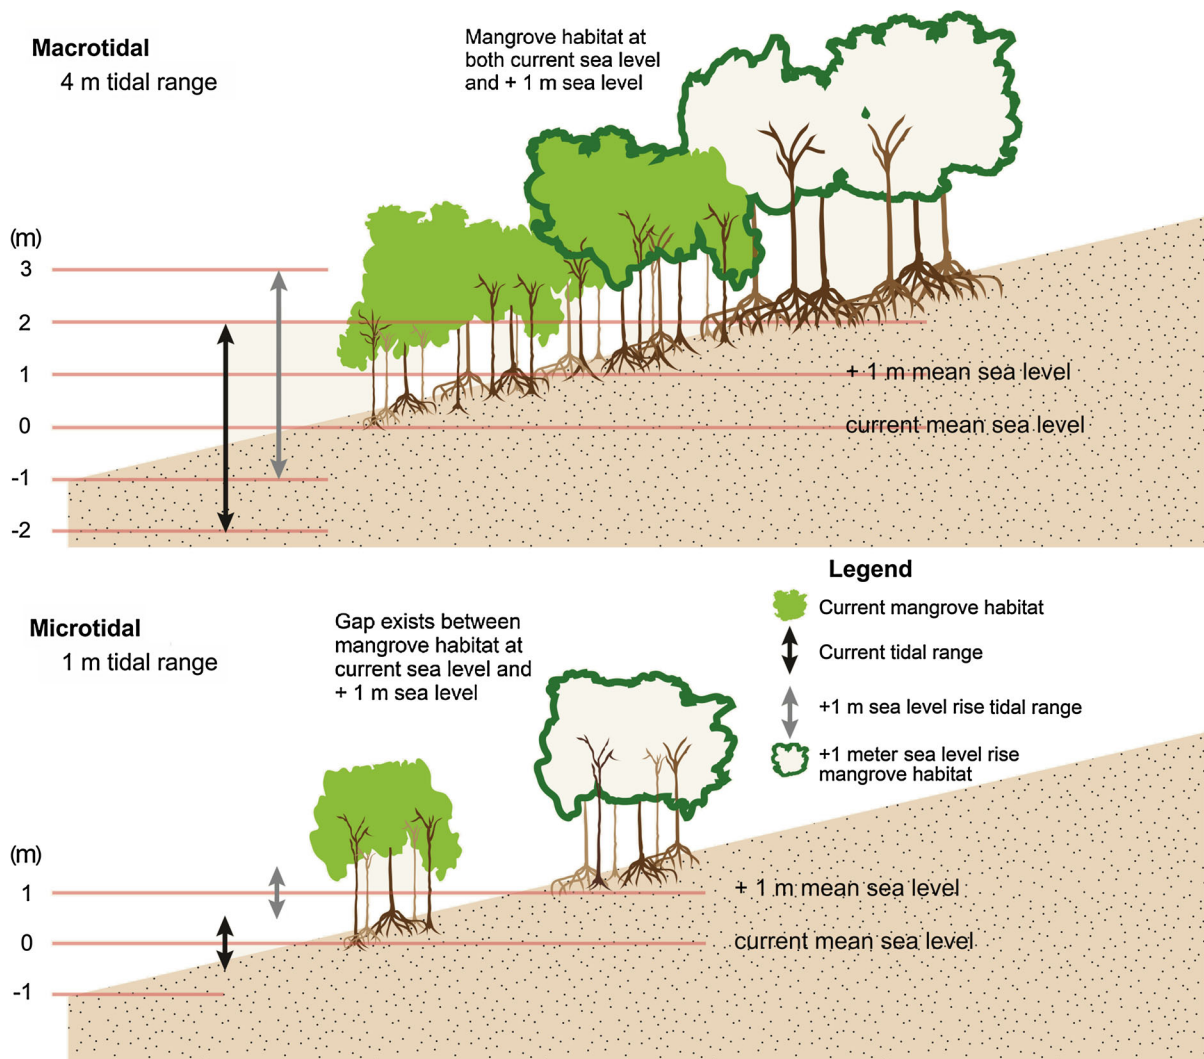 Macrotidal
4 m tidal range
Mangrove habitat at
both current sea level
and + 1 m sea level
(m)
3
2
1
0
-1
-2
+ 1 m mean sea level
current mean sea level
Microtidal
1 m tidal range
Gap exists between
mangrove habitat at
current sea level and
+ 1 m sea level
Legend
Current mangrove habitat
Current tidal range
+1 m sea level rise tidal range
+1 meter sea level rise
mangrove habitat
(m)
1
0
-1
+ 1 m mean sea level
current mean sea level